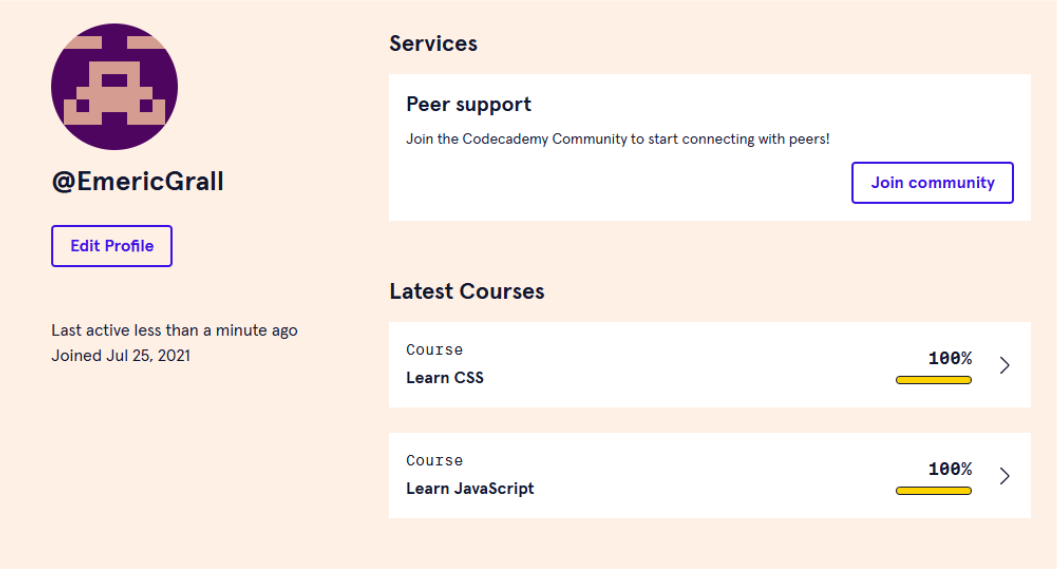 @EmericGrall
Edit Profile
Last active less than a minute ago
Joined Jul 25, 2021
Services
Peer support
Join the Codecademy Community to start connecting with peers!
Join community
Latest Courses
Course
Learn CSS
100%
Course
Learn JavaScript
100%